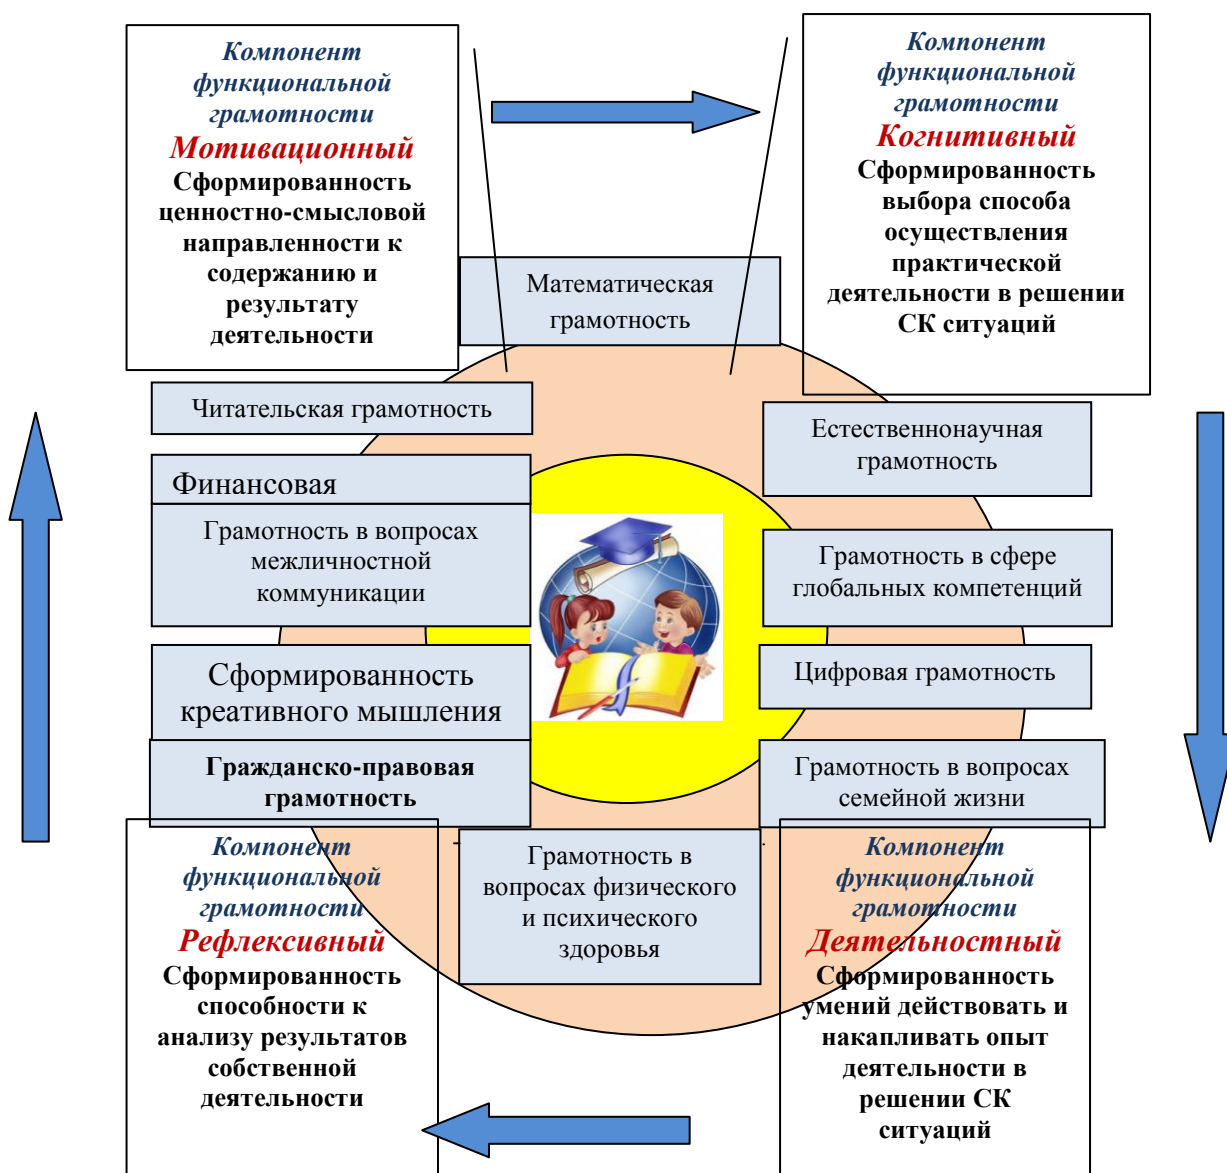 Компонент
функциональной
грамотности
Мотивационный
Сформированность
ценностно-смысловой
направленности к
содержанию и
результату
деятельности
Компонент
функциональной
грамотности
Когнитивный
Сформированность
выбора способа
осуществления
практической
деятельности в решении
СК ситуаций
Математическая
грамотность
Читательская грамотность
Естественнонаучная
грамотность
Финансовая
Грамотность в вопросах
межличностной
коммуникации
Грамотность в сфере
глобальных компетенций
Сформированность
креативного мышления
Цифровая грамотность
Гражданско-правовая
грамотность
Грамотность в вопросах
семейной жизни
Грамотность в
вопросах физического
и психического
здоровья
Компонент
функциональной
грамотности
Рефлексивный
Сформированность
способности к
анализу результатов
собственной
деятельности
Компонент
функциональной
грамотности
Деятельностный
Сформированность
умений действовать и
накапливать опыт
деятельности в
решении СК
ситуаций